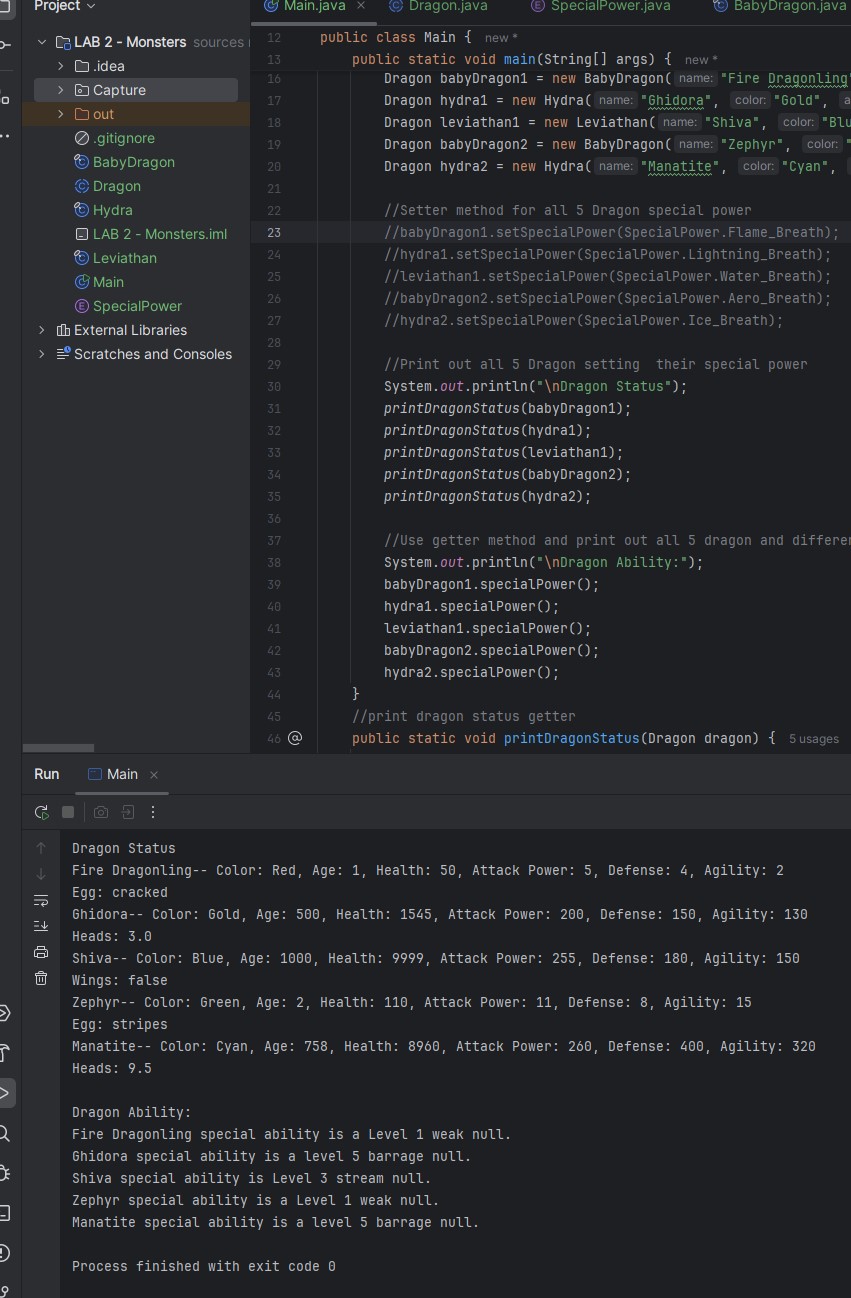 Project
LAB 2 - Monsters sources
.idea
Capture
out
.gitignore
BabyDragon
Dragon
Hydra
LAB 2 - Monsters.iml
Leviathan
Main
SpecialPower
External Libraries
Scratches and Consoles
Main.java Dragon.java SpecialPower.java BabyDragon.java
12 public class Main { new *
13 public static void main(String[] args) { new *
16 Dragon babyDragon1 = new BabyDragon( name: "Fire Dragonling"
17 Dragon hydra1 = new Hydra( name: "Ghidora", color: "Gold", a
18 Dragon leviathan1 = new Leviathan( name: "Shiva", color: "Blu
19 Dragon babyDragon2 = new BabyDragon( name: "Zephyr", color: "
20 Dragon hydra2 = new Hydra( name: "Manatite", color: "Cyan",
21
22 //Setter method for all 5 Dragon special power
23 //babyDragon1.setSpecialPower(SpecialPower.Flame_Breath);
24 //hydra1.setSpecialPower(SpecialPower.Lightning_Breath);
25 //leviathan1.setSpecialPower(SpecialPower.Water_Breath);
26 //babyDragon2.setSpecialPower(SpecialPower.Aero_Breath);
27 //hydra2.setSpecialPower(SpecialPower.Ice_Breath);
28
29 //Print out all 5 Dragon setting  their special power
30 System.out.println("\nDragon Status");
31 printDragonStatus(babyDragon1);
32 printDragonStatus(hydra1);
33 printDragonStatus(leviathan1);
34 printDragonStatus(babyDragon2);
35 printDragonStatus(hydra2);
36
37 //Use getter method and print out all 5 dragon and differen
38 System.out.println("\nDragon Ability:");
39 babyDragon1.specialPower();
40 hydra1.specialPower();
41 leviathan1.specialPower();
42 babyDragon2.specialPower();
43 hydra2.specialPower();
44 }
45 //print dragon status getter
46 @ public static void printDragonStatus(Dragon dragon) { 5 usages
Run Main
Dragon Status
Fire Dragonling-- Color: Red, Age: 1, Health: 50, Attack Power: 5, Defense: 4, Agility: 2
Egg: cracked
Ghidora-- Color: Gold, Age: 500, Health: 1545, Attack Power: 200, Defense: 150, Agility: 130
Heads: 3.0
Shiva-- Color: Blue, Age: 1000, Health: 9999, Attack Power: 255, Defense: 180, Agility: 150
Wings: false
Zephyr-- Color: Green, Age: 2, Health: 110, Attack Power: 11, Defense: 8, Agility: 15
Egg: stripes
Manatite-- Color: Cyan, Age: 758, Health: 8960, Attack Power: 260, Defense: 400, Agility: 320
Heads: 9.5

Dragon Ability:
Fire Dragonling special ability is a Level 1 weak null.
Ghidora special ability is a level 5 barrage null.
Shiva special ability is Level 3 stream null.
Zephyr special ability is a Level 1 weak null.
Manatite special ability is a level 5 barrage null.

Process finished with exit code 0